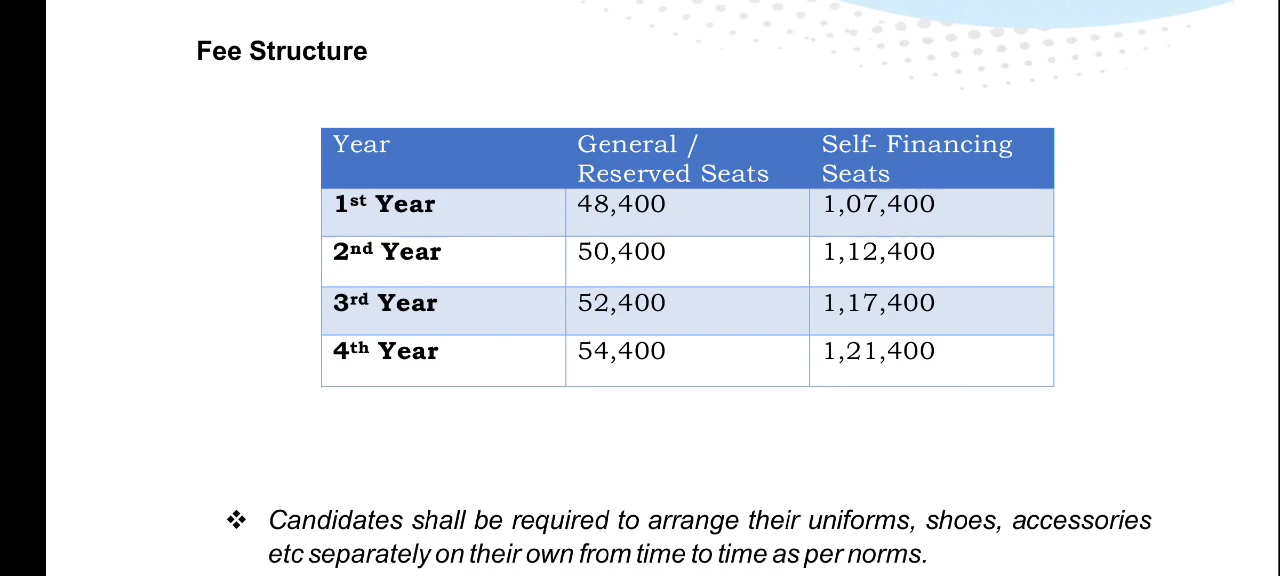 Fee Structure
Year General / Reserved Seats Self- Financing Seats
1st Year 48,400 1,07,400
2nd Year 50,400 1,12,400
3rd Year 52,400 1,17,400
4th Year 54,400 1,21,400
❖ Candidates shall be required to arrange their uniforms, shoes, accessories
etc separately on their own from time to time as per norms.